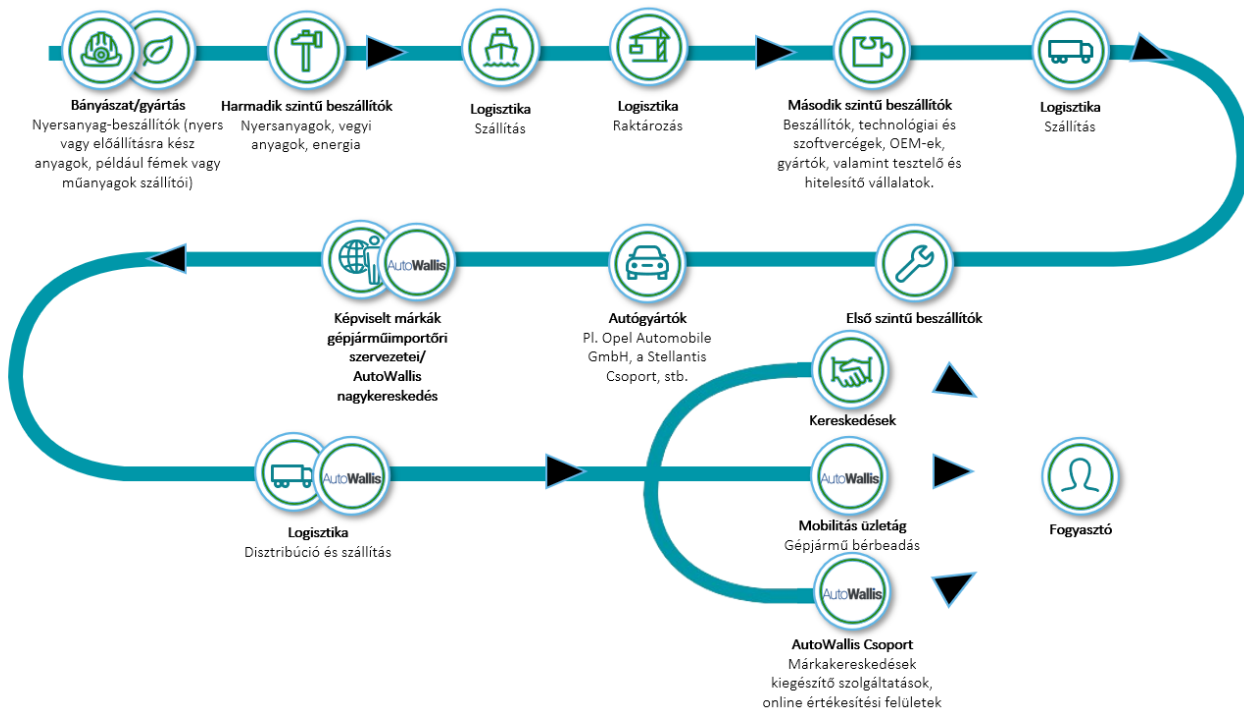 Bányászat/gyártás
Nyersanyag-beszállítók (nyers
vagy előállításra kész
anyagok, például fémek vagy
műanyagok szállítói)
Harmadik szintű beszállítók
Nyersanyagok, vegyi
anyagok, energia
Logisztika
Szállítás
Logisztika
Raktározás
Második szintű beszállítók
Beszállítók, technológiai és
szoftvercégek, OEM-ek,
gyártók, valamint tesztelő és
hitelesítő vállalatok.
Logisztika
Szállítás
AutoWallis
Képviselt márkák
gépjárműimportőri
szervezetei/
AutoWallis
nagykereskedés
Autógyártók
Pl. Opel Automobile
GmbH, a Stellantis
Csoport, stb.
Első szintű beszállítók
Kereskedések
AutoWallis
Logisztika
Disztribúció és szállítás
AutoWallis
Mobilitás üzletág
Gépjármű bérbeadás
Fogyasztó
AutoWallis
AutoWallis Csoport
Márkakereskedések
kiegészítő szolgáltatások,
online értékesítési felületek